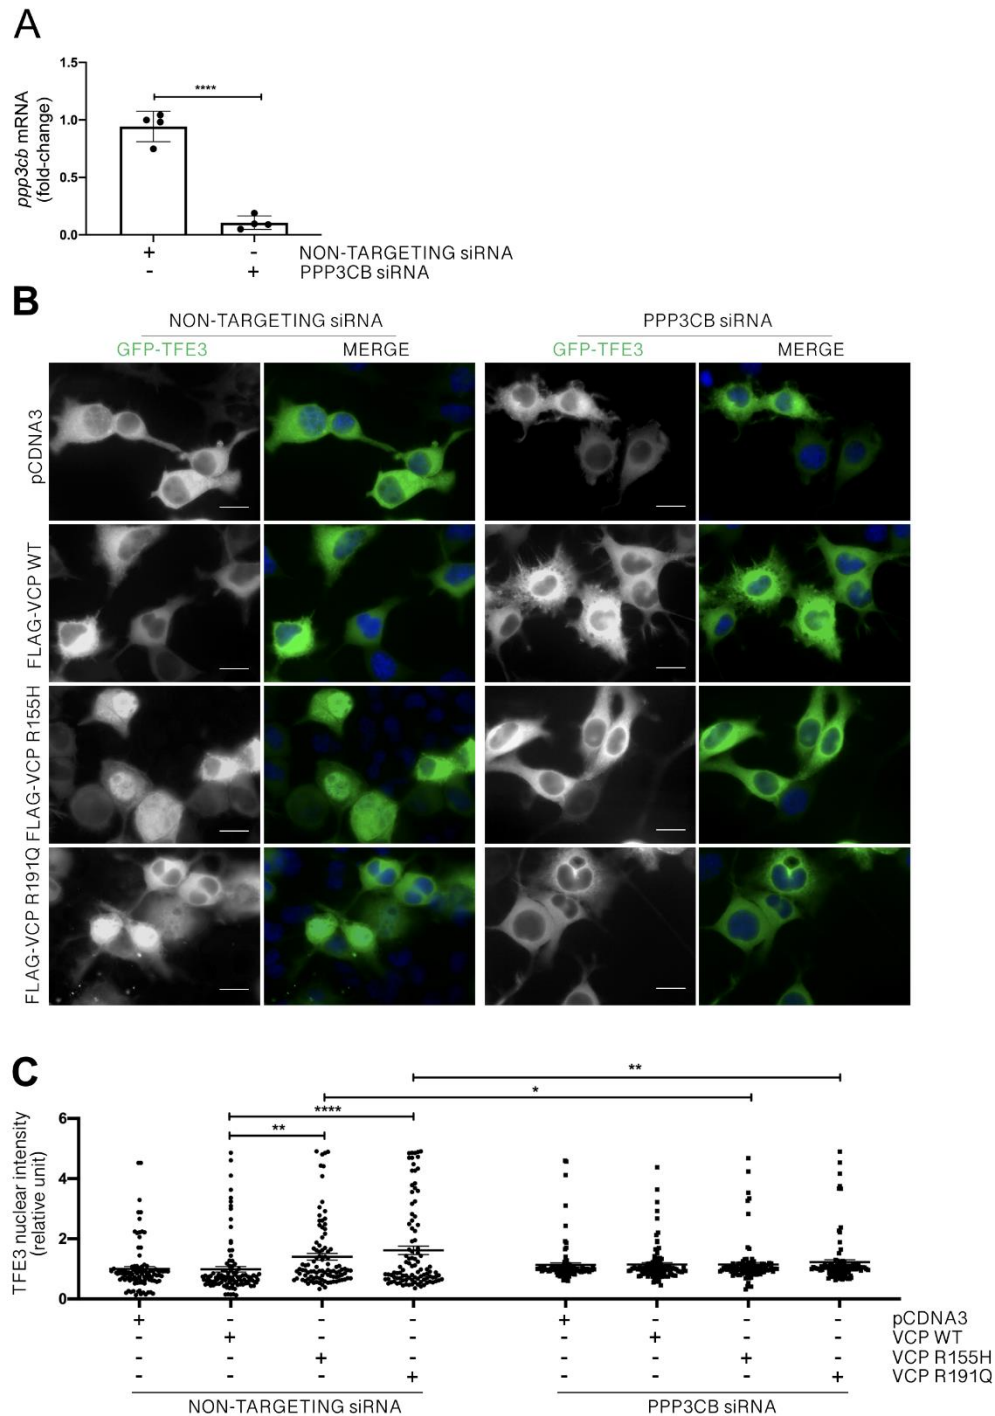 A
1.5
****
1.0
ppp3cb mRNA
(fold-change)
0.5
0.0
+ - NON-TARGETING siRNA
- + PPP3CB siRNA
B
NON-TARGETING siRNA PPP3CB siRNA
GFP-TFE3 MERGE GFP-TFE3 MERGE
pCDNA3
FLAG-VCP WT
FLAG-VCP R155H
FLAG-VCP R191Q
C
**
*
****
**
6
4
2
0
TFE3 nuclear intensity
(relative unit)
+ - - - + - - - pCDNA3
- + - - - + - - VCP WT
- - + - - - + - VCP R155H
- - - + - - - + VCP R191Q
NON-TARGETING siRNA PPP3CB siRNA